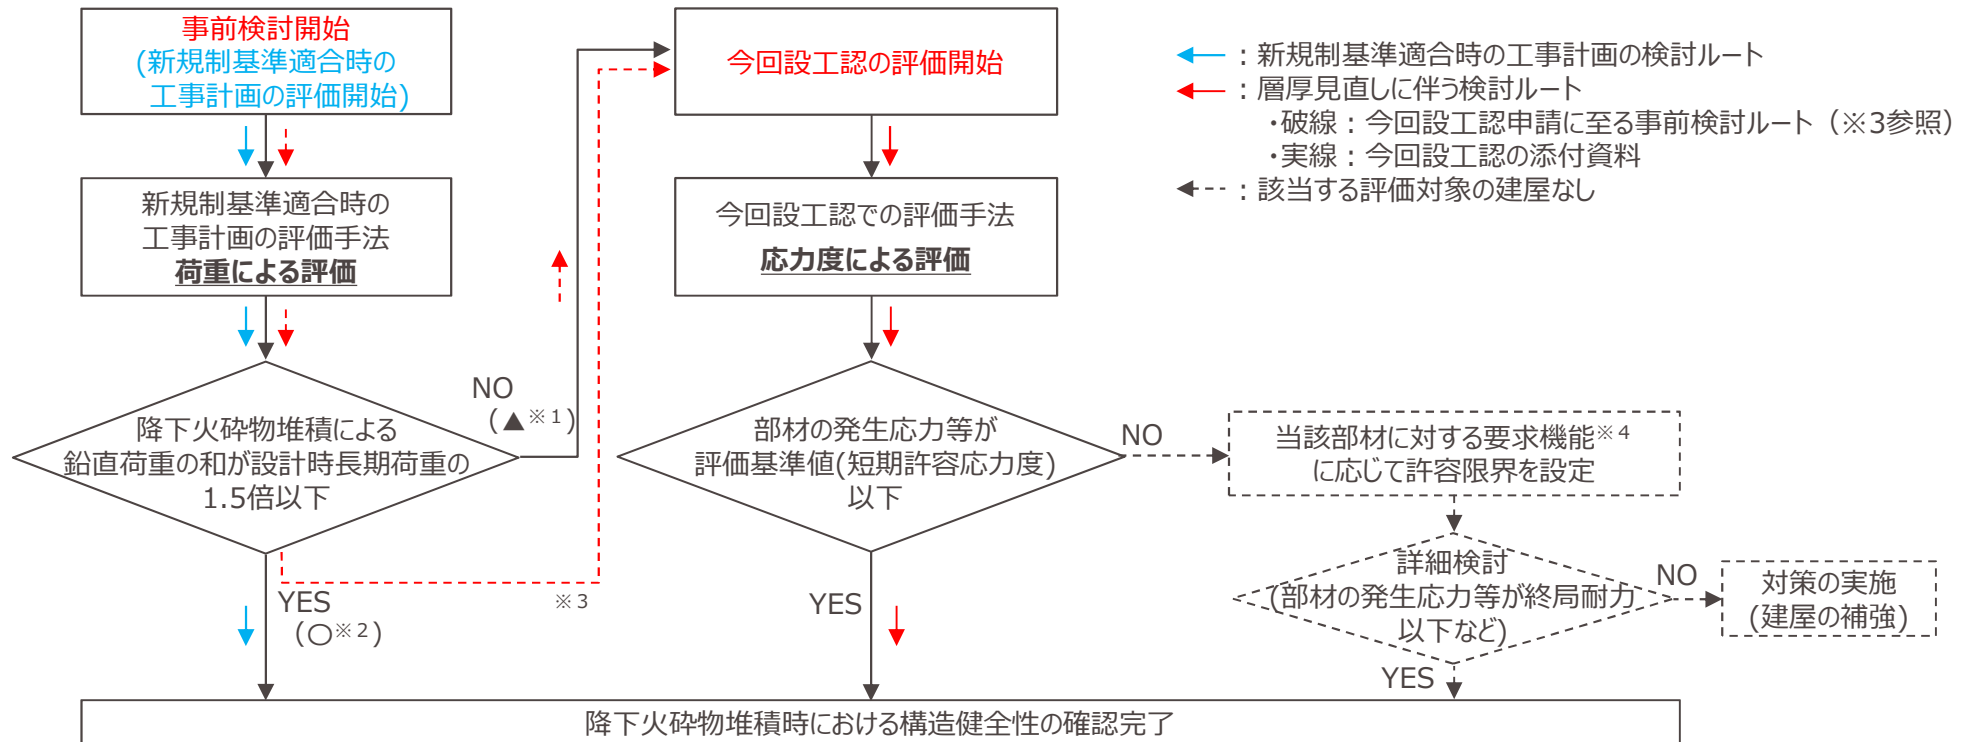 事前検討開始
(新規制基準適合時の
工事計画の評価開始)
新規制基準適合時の
工事計画の評価手法
荷重による評価
降下火砕物堆積による
鉛直荷重の和が設計時長期荷重の
1.5倍以下
NO
(▲※1)
YES
(〇※2)
※3
今回設工認の評価開始
今回設工認での評価手法
応力度による評価
部材の発生応力等が
評価基準値(短期許容応力度)
以下
NO
YES
当該部材に対する要求機能※4
に応じて許容限界を設定
詳細検討
(部材の発生応力等が終局耐力
以下など)
NO
YES
対策の実施
(建屋の補強)
降下火砕物堆積時における構造健全性の確認完了
：新規制基準適合時の工事計画の検討ルート
：層厚見直しに伴う検討ルート
・破線：今回設工認申請に至る事前検討ルート（※3参照）
・実線：今回設工認の添付資料
：該当する評価対象の建屋なし